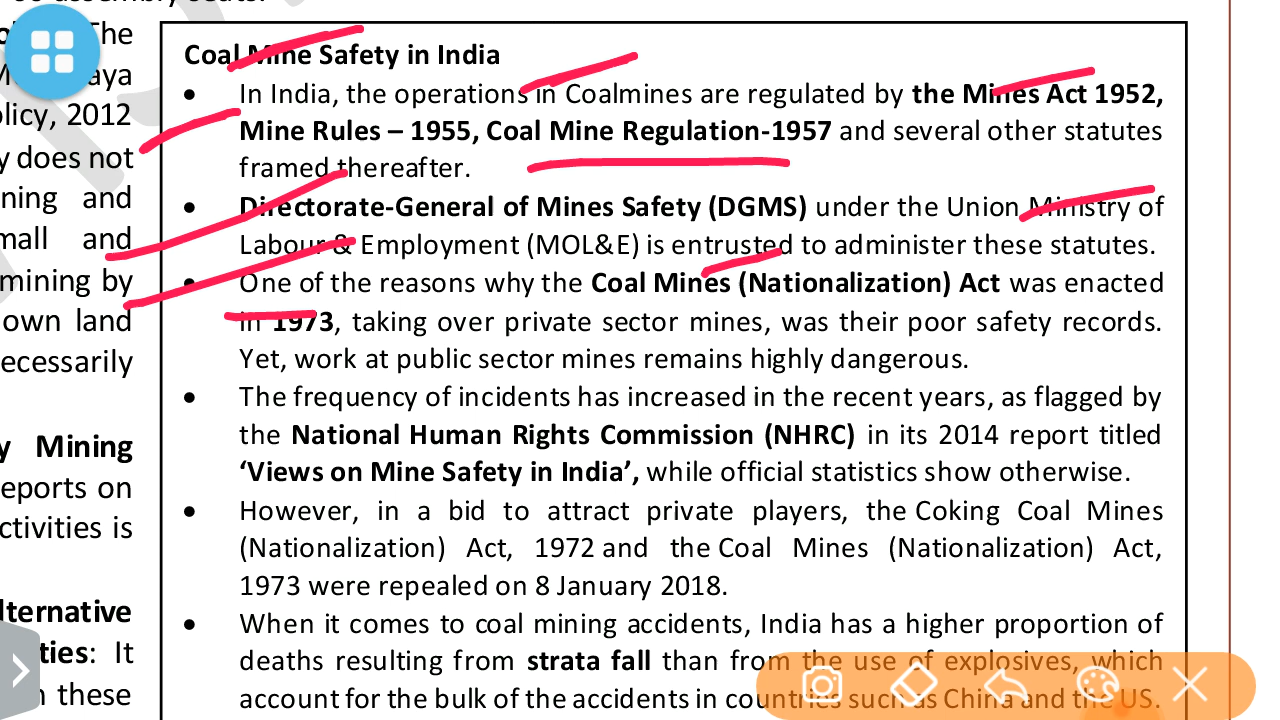 The
aya
olicy, 2012
y does not
ning and
mall and
mining by
own land
ecessarily
y Mining
eports on
ctivities is
lternative
ties: It
n these
Coal Mine Safety in India
• In India, the operations in Coalmines are regulated by the Mines Act 1952,
Mine Rules – 1955, Coal Mine Regulation-1957 and several other statutes
framed thereafter.
• Directorate-General of Mines Safety (DGMS) under the Union Ministry of
Labour & Employment (MOL&E) is entrusted to administer these statutes.
• One of the reasons why the Coal Mines (Nationalization) Act was enacted
in 1973, taking over private sector mines, was their poor safety records.
Yet, work at public sector mines remains highly dangerous.
• The frequency of incidents has increased in the recent years, as flagged by
the National Human Rights Commission (NHRC) in its 2014 report titled
‘Views on Mine Safety in India’, while official statistics show otherwise.
• However, in a bid to attract private players, the Coking Coal Mines
(Nationalization) Act, 1972 and the Coal Mines (Nationalization) Act,
1973 were repealed on 8 January 2018.
• When it comes to coal mining accidents, India has a higher proportion of
deaths resulting from strata fall than from the use of explosives, which
account for the bulk of the accidents in countries such as China and the US.